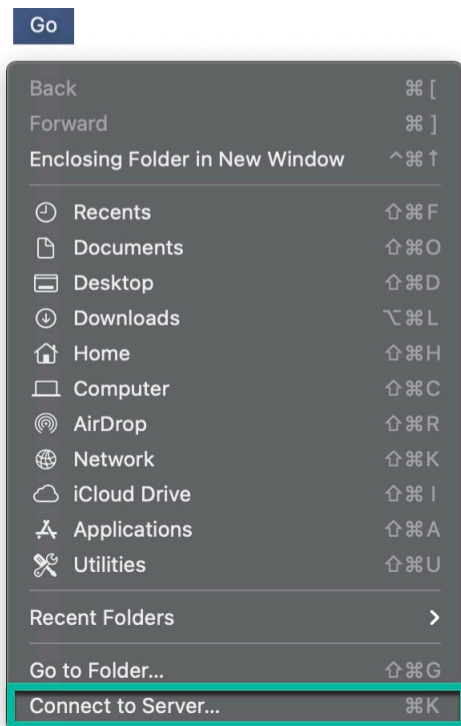 Go
Back ⌘ [
Forward ⌘ ]
Enclosing Folder in New Window ^⌘↑
Recents ⇧⌘F
Documents ⇧⌘O
Desktop ⇧⌘D
Downloads ⌥⌘L
Home ⇧⌘H
Computer ⇧⌘C
AirDrop ⇧⌘R
Network ⇧⌘K
iCloud Drive ⇧⌘I
Applications ⇧⌘A
Utilities ⇧⌘U
Recent Folders >
Go to Folder... ⇧⌘G
Connect to Server... ⌘K